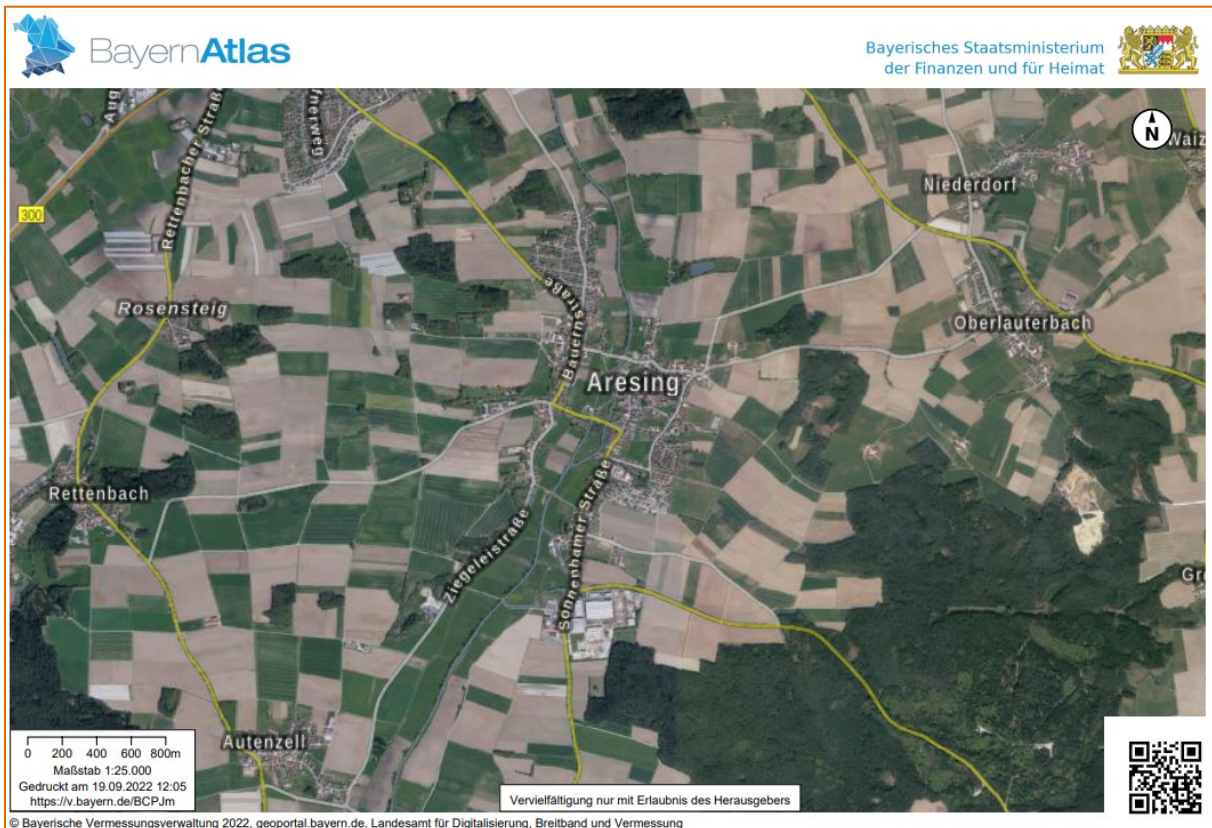 BayernAtlas
Bayerisches Staatsministerium
der Finanzen und für Heimat
Rettenbacher Straße
N
Niederdorf
300
Bauernstraße
Rosensteig
Oberlauterbach
Aresing
Rettenbach
Ziegeleistraße
Sonnenhamer Straße
Autenzell
0 200 400 600 800m
Maßstab 1:25.000
Gedruckt am 19.09.2022 12:05
https://v.bayern.de/BCPJm
Vervielfältigung nur mit Erlaubnis des Herausgebers
© Bayerische Vermessungsverwaltung 2022, geoportal.bayern.de, Landesamt für Digitalisierung, Breitband und Vermessung